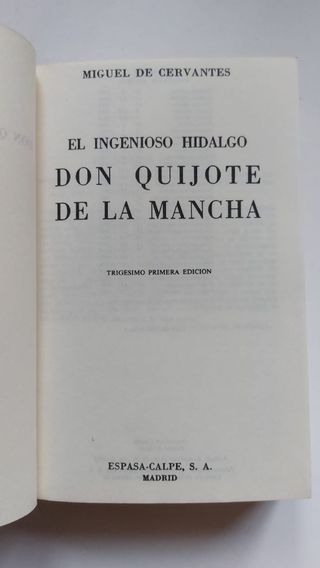 MIGUEL DE CERVANTES
EL INGENIOSO HIDALGO
DON QUIJOTE
DE LA MANCHA
TRIGESIMO PRIMERA EDICION
ESPASA-CALPE, S. A.
MADRID